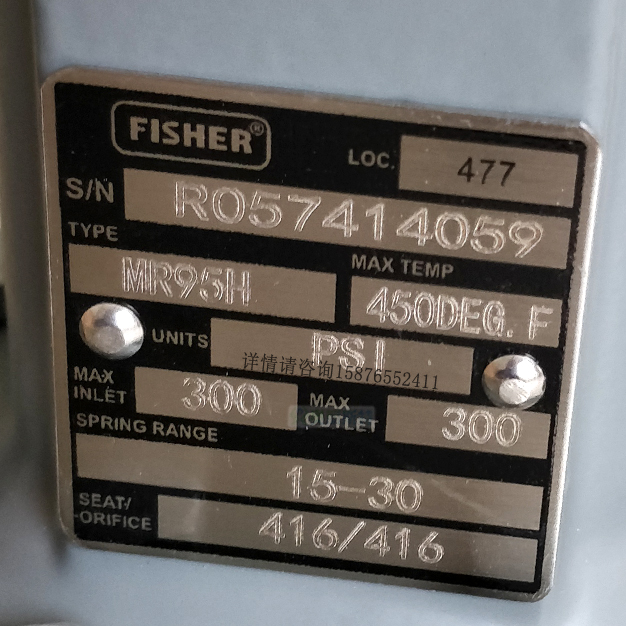 FISHER®
LOC. 477
S/N R057414059
TYPE MR95H
MAX TEMP 450DEG. F
UNITS PSI
详情请咨询15876552411
MAX INLET 300
MAX OUTLET 300
SPRING RANGE
15-30
SEAT/ORIFICE 416/416